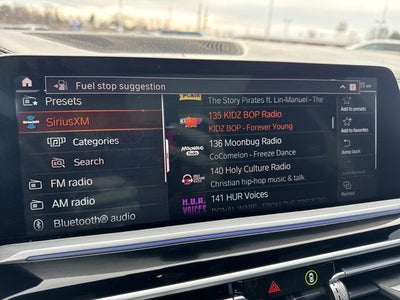 Fuel stop suggestion
Presets
SiriusXM
Categories
Search
FM radio
AM radio
Bluetooth® audio
The Story Pirates ft. Lin-Manuel - The
135 KIDZ BOP Radio
KIDZ BOP - Forever Young
136 Moonbug Radio
CoComelon - Freeze Dance
140 Holy Culture Radio
Christian hip-hop music & talk
141 HUR Voices
H.B.R.
VOICES
Add to presets
Add to favorites
Jump back